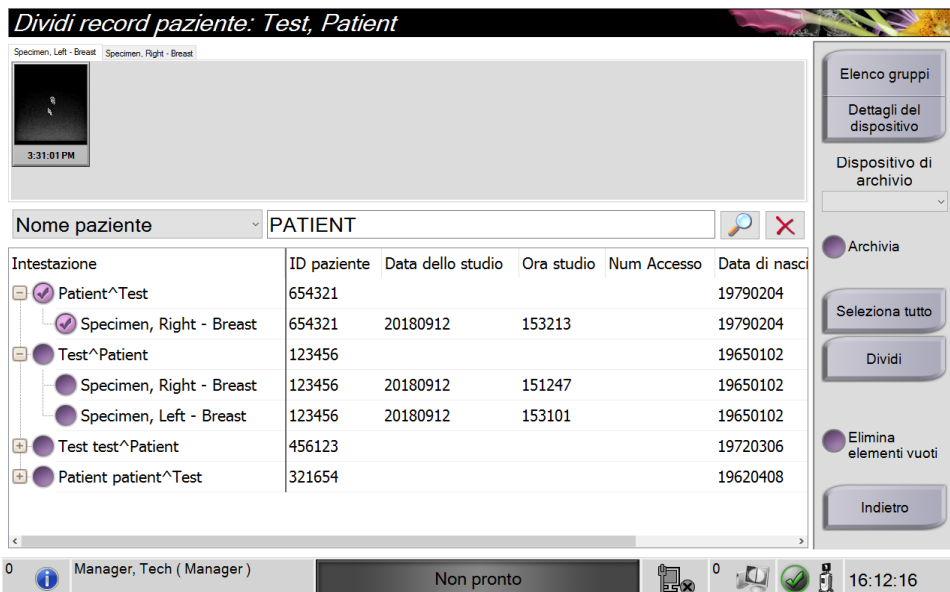 Dividi record paziente: Test, Patient
Specimen, Left - Breast Specimen, Right - Breast
3:31:01 PM
Elenco gruppi
Dettagli del
dispositivo
Dispositivo di
archivio
Archivia
Seleziona tutto
Dividi
Elimina
elementi vuoti
Indietro
Nome paziente PATIENT
Intestazione ID paziente Data dello studio Ora studio Num Accesso Data di nasci
Patient^Test 654321 19790204
Specimen, Right - Breast 654321 20180912 153213 19790204
Test^Patient 123456 19650102
Specimen, Right - Breast 123456 20180912 151247 19650102
Specimen, Left - Breast 123456 20180912 153101 19650102
Test test^Patient 456123 19720306
Patient patient^Test 321654 19620408
0 Manager, Tech ( Manager ) Non pronto 0 16:12:16